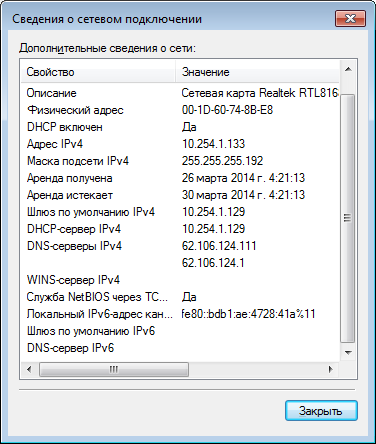 Сведения о сетевом подключении
Дополнительные сведения о сети:
Свойство Значение
Описание Сетевая карта Realtek RTL816
Физический адрес 00-1D-60-74-8B-E8
DHCP включен Да
Адрес IPv4 10.254.1.133
Маска подсети IPv4 255.255.255.192
Аренда получена 26 марта 2014 г. 4:21:13
Аренда истекает 30 марта 2014 г. 4:21:13
Шлюз по умолчанию IPv4 10.254.1.129
DHCP-сервер IPv4 10.254.1.129
DNS-серверы IPv4 62.106.124.111
62.106.124.1
WINS-сервер IPv4
Служба NetBIOS через TC... Да
Локальный IPv6-адрес кан... fe80::bdb1:ae:4728:41a%11
Шлюз по умолчанию IPv6
DNS-сервер IPv6
Закрыть